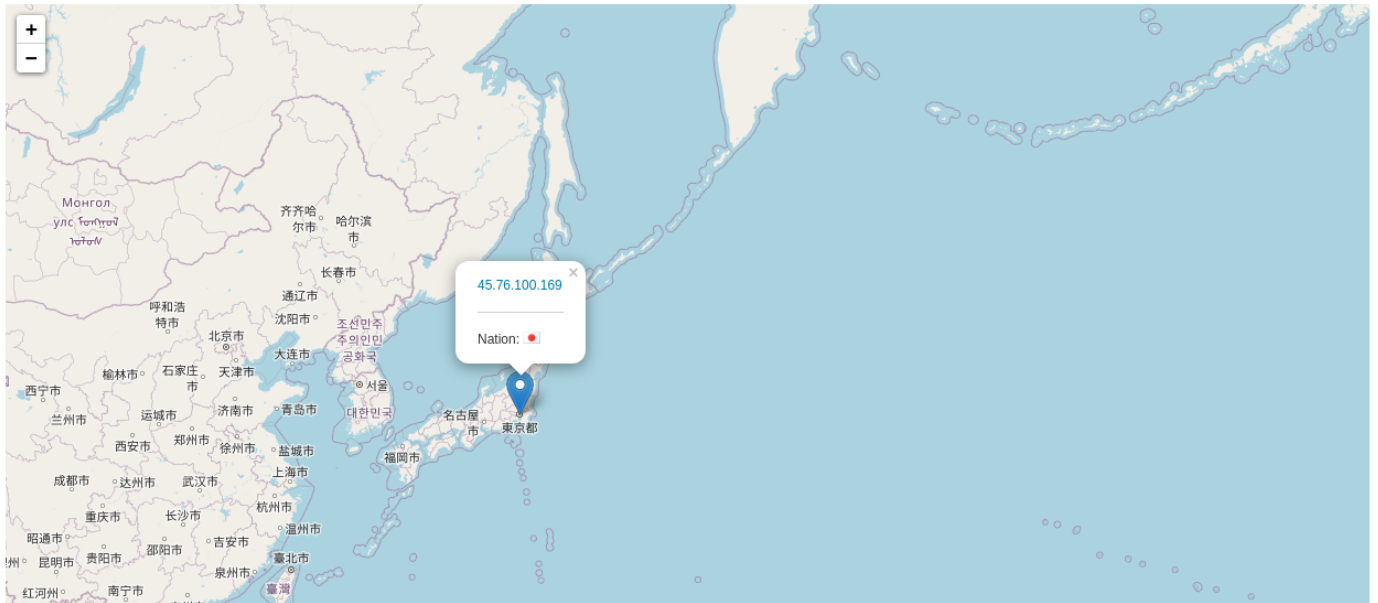 +
−
Монгол
улс
齐齐哈
尔市
哈尔滨
市
45.76.100.169
×
Nation:
长春市
通辽市
呼和浩
特市
沈阳市
조선민주
주의인민
공화국
北京市
大连市
榆林市
石家庄
市
天津市
서울
西宁市
兰州市
运城市
济南市
青岛市
대한민국
名古屋
市
東京都
西安市
郑州市
徐州市
盐城市
福岡市
上海市
成都市
达州市
武汉市
杭州市
重庆市
长沙市
温州市
昭通市
邵阳市
吉安市
昆明市
贵阳市
臺北市
泉州市
红河州
南宁市
臺灣